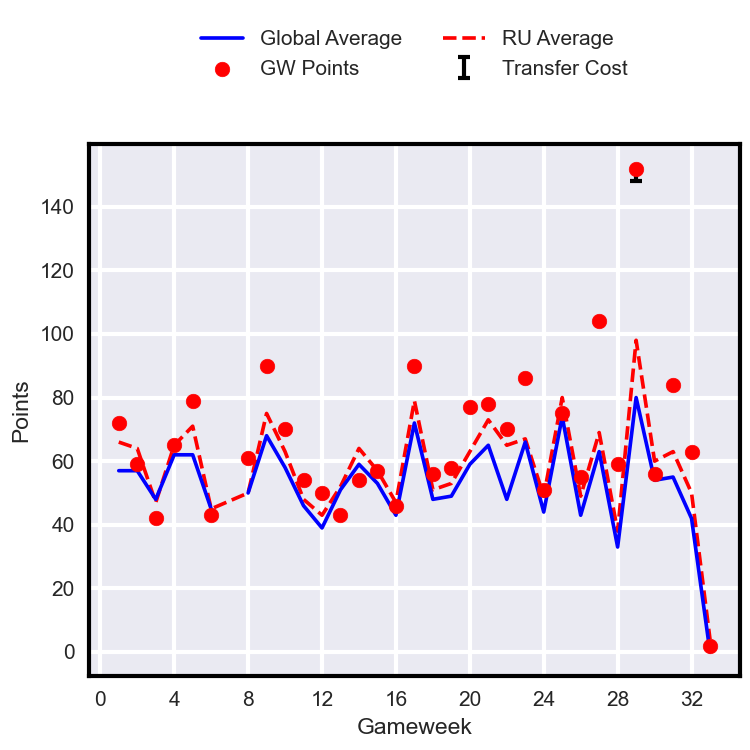 Global Average
RU Average
GW Points
Transfer Cost
140
120
100
80
60
40
20
0
Points
0 4 8 12 16 20 24 28 32
Gameweek